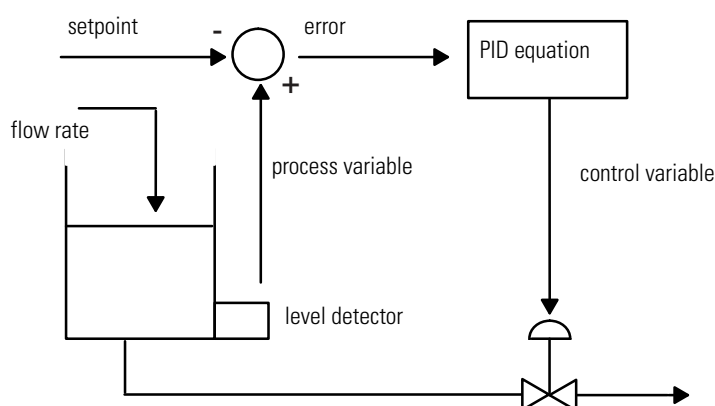 setpoint
-
error
+
PID equation
flow rate
process variable
control variable
level detector